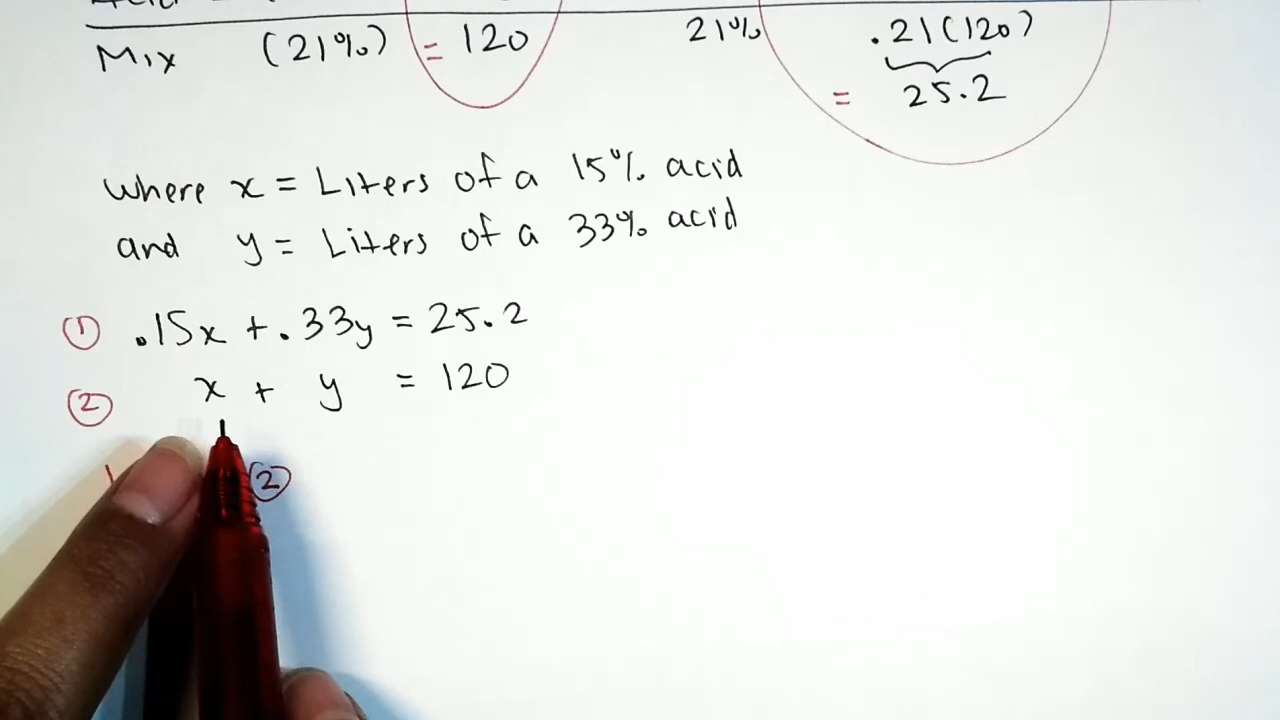 Mix (21%) = 120 21% .21(120)
= 25.2
where x = Liters of a 15% acid
and y = Liters of a 33% acid
① .15x + .33y = 25.2
② x + y = 120
②